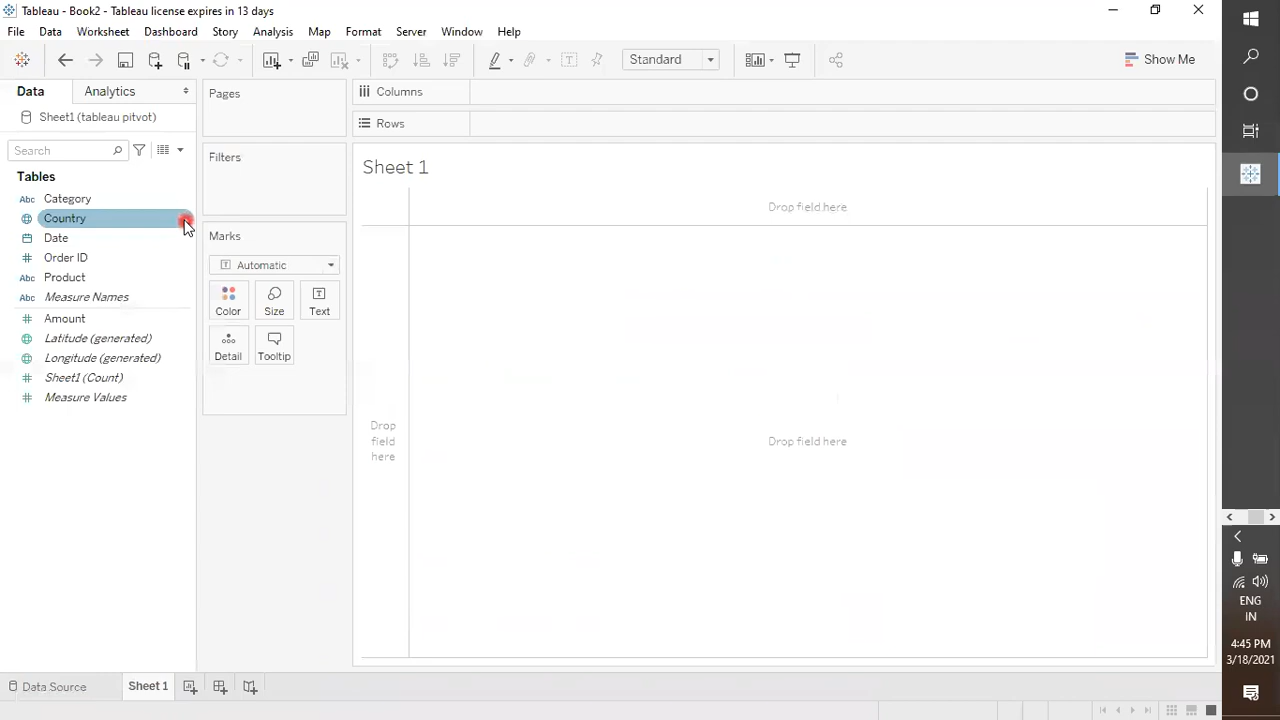 Tableau - Book2 - Tableau license expires in 13 days
File Data Worksheet Dashboard Story Analysis Map Format Server Window Help
Standard
Show Me
Data Analytics
Sheet1 (tableau pitvot)
Search
Tables
Abc Category
Country
Date
# Order ID
Abc Product
Abc Measure Names
# Amount
Latitude (generated)
Longitude (generated)
# Sheet1 (Count)
# Measure Values
Pages
Filters
Marks
Automatic
Color Size Text
Detail Tooltip
Columns
Rows
Sheet 1
Drop field here
Drop
field
here
Drop field here
Data Source Sheet 1
ENG
IN
4:45 PM
3/18/2021